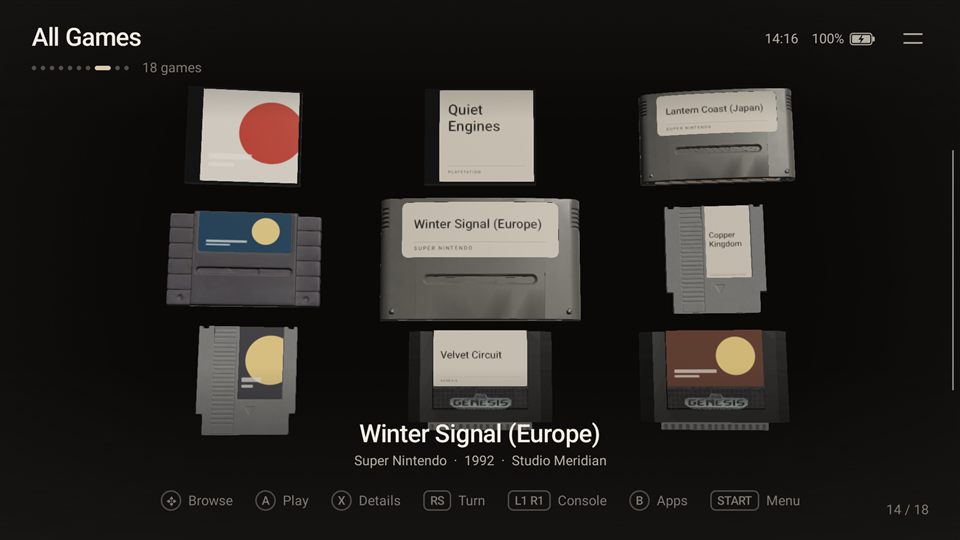 All Games
14:16
100%
18 games
Quiet
Engines
PLAYSTATION
Lantern Coast (Japan)
SUPER NINTENDO
Winter Signal (Europe)
SUPER NINTENDO
Copper
Kingdom
Velvet Circuit
GENESIS
GENESIS
GENESIS
Winter Signal (Europe)
Super Nintendo · 1992 · Studio Meridian
Browse
A Play
X Details
RS Turn
L1 R1 Console
B Apps
START Menu
14 / 18